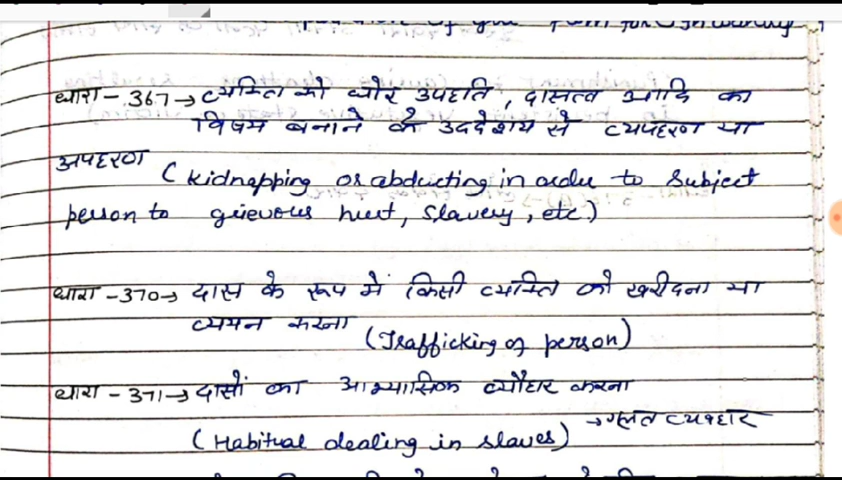 धारा - 367 → व्यक्ति को घोर उपहति, दासत्व आदि का
विषय बनाने के उद्देश्य से व्यपहरण या
अपहरण
(kidnapping or abducting in order to subject
person to grievous hurt, slavery, etc)
धारा - 370 → दास के रूप में किसी व्यक्ति को खरीदना या
व्ययन करना
(Trafficking of person)
धारा - 371 → दासों का आभ्यासिक व्यौहार करना
→ गलत व्यवहार
(Habitual dealing in slaves)